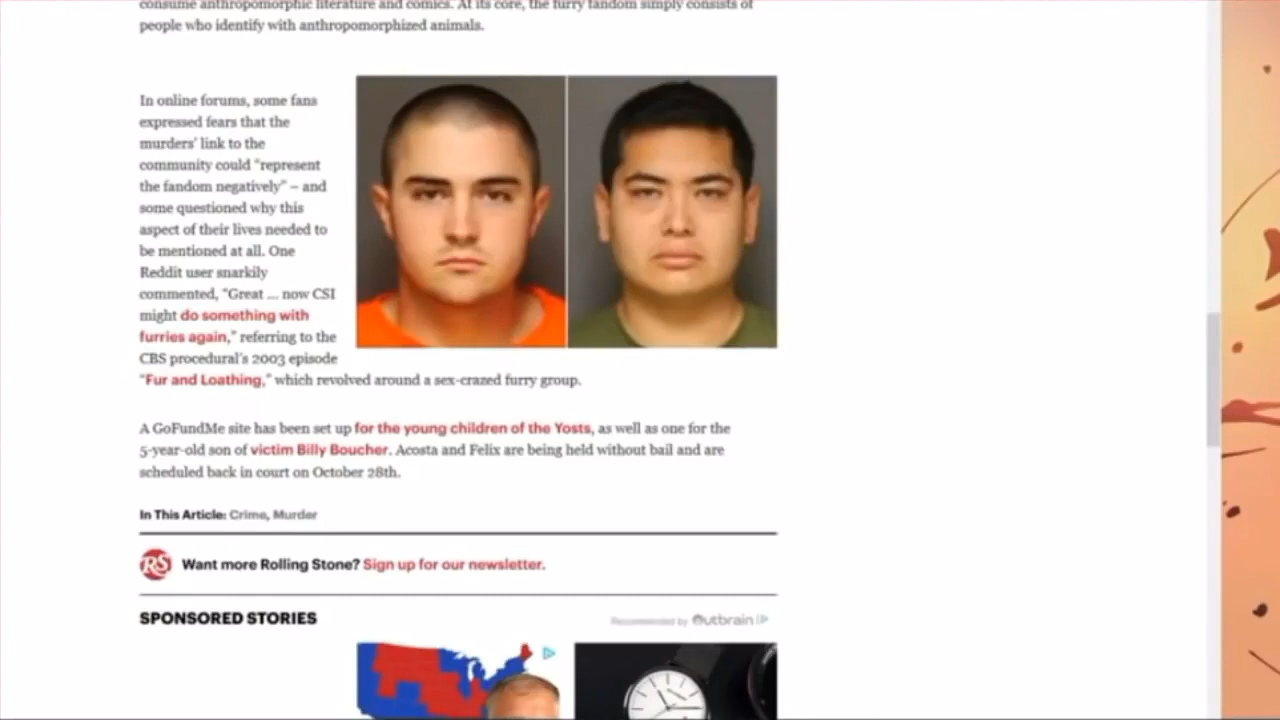 consume anthropomorphic literature and comics. At its core, the furry fandom simply consists of
people who identify with anthropomorphized animals.
In online forums, some fans
expressed fears that the
murders' link to the
community could "represent
the fandom negatively" – and
some questioned why this
aspect of their lives needed to
be mentioned at all. One
Reddit user snarkily
commented, "Great ... now CSI
might do something with
furries again," referring to the
CBS procedural's 2003 episode
"Fur and Loathing," which revolved around a sex-crazed furry group.
A GoFundMe site has been set up for the young children of the Yosts, as well as one for the
5-year-old son of victim Billy Boucher. Acosta and Felix are being held without bail and are
scheduled back in court on October 28th.
In This Article: Crime, Murder
RS Want more Rolling Stone? Sign up for our newsletter.
SPONSORED STORIES
Recommended by Outbrain